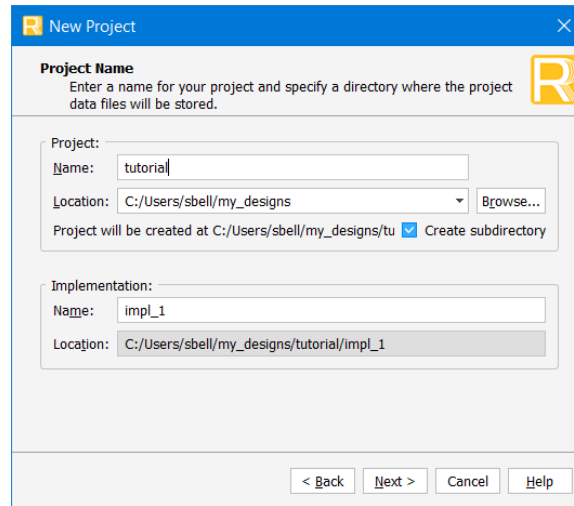 New Project
Project Name
Enter a name for your project and specify a directory where the project
data files will be stored.
Project:
Name: tutorial
Location: C:/Users/sbell/my_designs Browse...
Project will be created at C:/Users/sbell/my_designs/tu Create subdirectory
Implementation:
Name: impl_1
Location: C:/Users/sbell/my_designs/tutorial/impl_1
< Back Next > Cancel Help